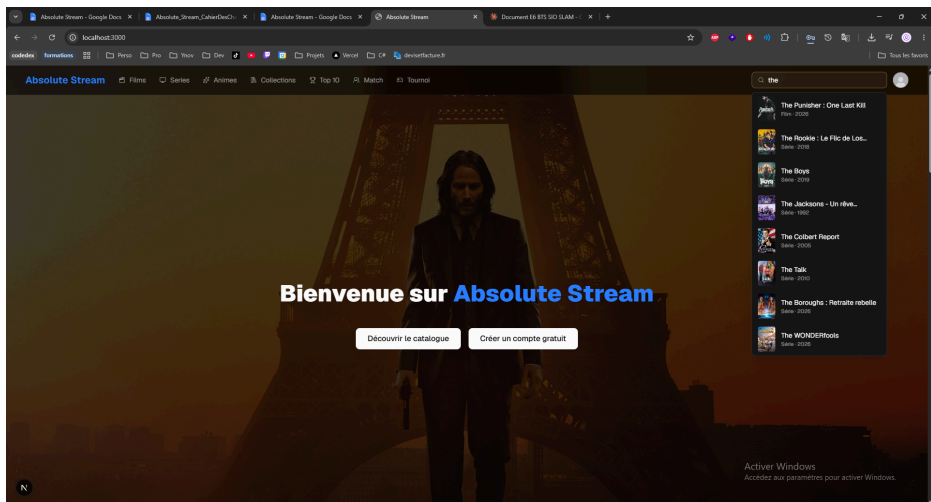 Absolute Stream - Google Docs
Absolute_Stream_CahierDesCha
Absolute Stream - Google Docs
Absolute Stream
Document E6 BTS SIO SLAM - C
localhost:3000
codedex
formations
Perso
Pro
Ynov
Dev
Projets
Vercel
C#
devisetfacture.fr
Tous les favoris
Absolute Stream
Films
Series
Animes
Collections
Top 10
Match
Tournoi
the
The Punisher : One Last Kill
Film · 2026
The Rookie : Le Flic de Los...
Série · 2018
The Boys
Série · 2019
The Jacksons - Un rêve...
Série · 1992
The Colbert Report
Série · 2005
The Talk
Série · 2010
The Boroughs : Retraite rebelle
Série · 2026
The WONDERfools
Série · 2026
Bienvenue sur Absolute Stream
Découvrir le catalogue
Créer un compte gratuit
Activer Windows
Accédez aux paramètres pour activer Windows.
N